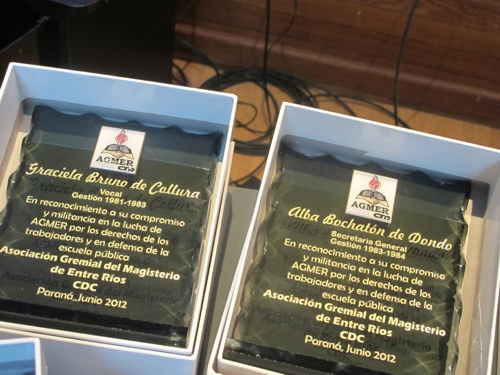 AGMER
cta
Graciela Bruno de Collura
Vocal
Gestión 1981-1983
En reconocimiento a su compromiso
y militancia en la lucha de
AGMER por los derechos de los
trabajadores y en defensa de la
escuela pública
Asociación Gremial del Magisterio
de Entre Ríos
CDC
Paraná, Junio 2012
AGMER
cta
Alba Bochatón de Dondo
Secretaria General
Gestión 1983-1984
En reconocimiento a su compromiso
y militancia en la lucha de
AGMER por los derechos de los
trabajadores y en defensa de la
escuela pública
Asociación Gremial del Magisterio
de Entre Ríos
CDC
Paraná, Junio 2012